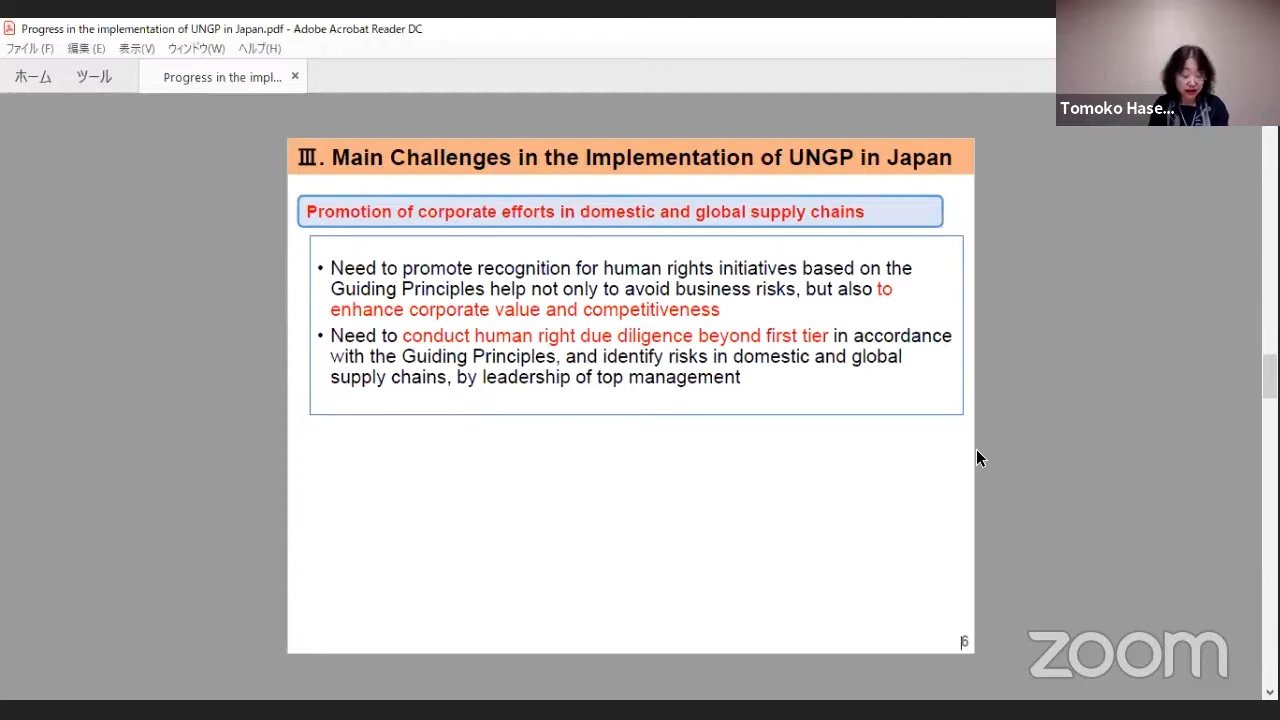 Progress in the implementation of UNGP in Japan.pdf - Adobe Acrobat Reader DC
ファイル(F) 編集(E) 表示(V) ウィンドウ(W) ヘルプ(H)
ホーム ツール Progress in the impl... ×
Tomoko Hase...
Ⅲ. Main Challenges in the Implementation of UNGP in Japan
Promotion of corporate efforts in domestic and global supply chains
• Need to promote recognition for human rights initiatives based on the
Guiding Principles help not only to avoid business risks, but also to
enhance corporate value and competitiveness
• Need to conduct human right due diligence beyond first tier in accordance
with the Guiding Principles, and identify risks in domestic and global
supply chains, by leadership of top management
6
zoom